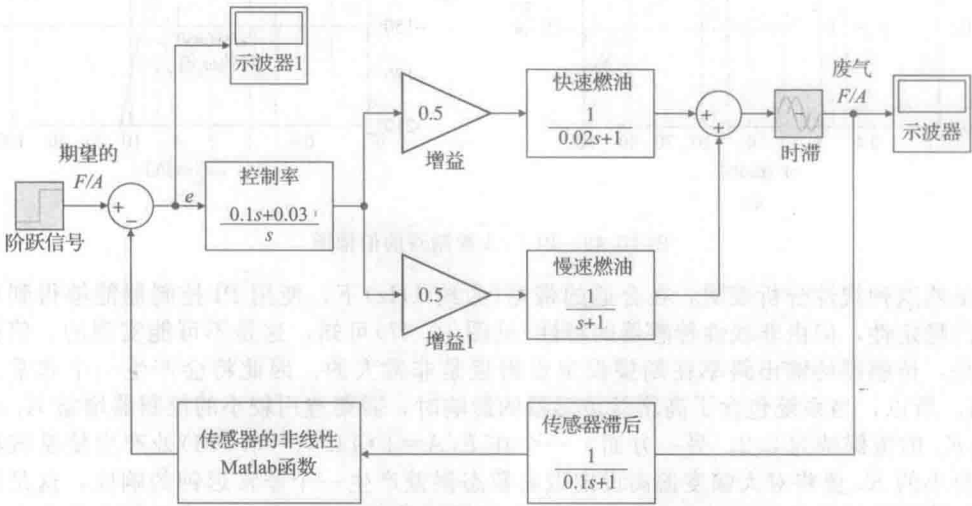 示波器1
期望的
F/A
阶跃信号
+
−
e
控制率
0.1s+0.03
s
0.5
增益
快速燃油
1
0.02s+1
+
+
时滞
废气
F/A
示波器
0.5
增益1
慢速燃油
1
s+1
传感器的非线性
Matlab函数
传感器滞后
1
0.1s+1